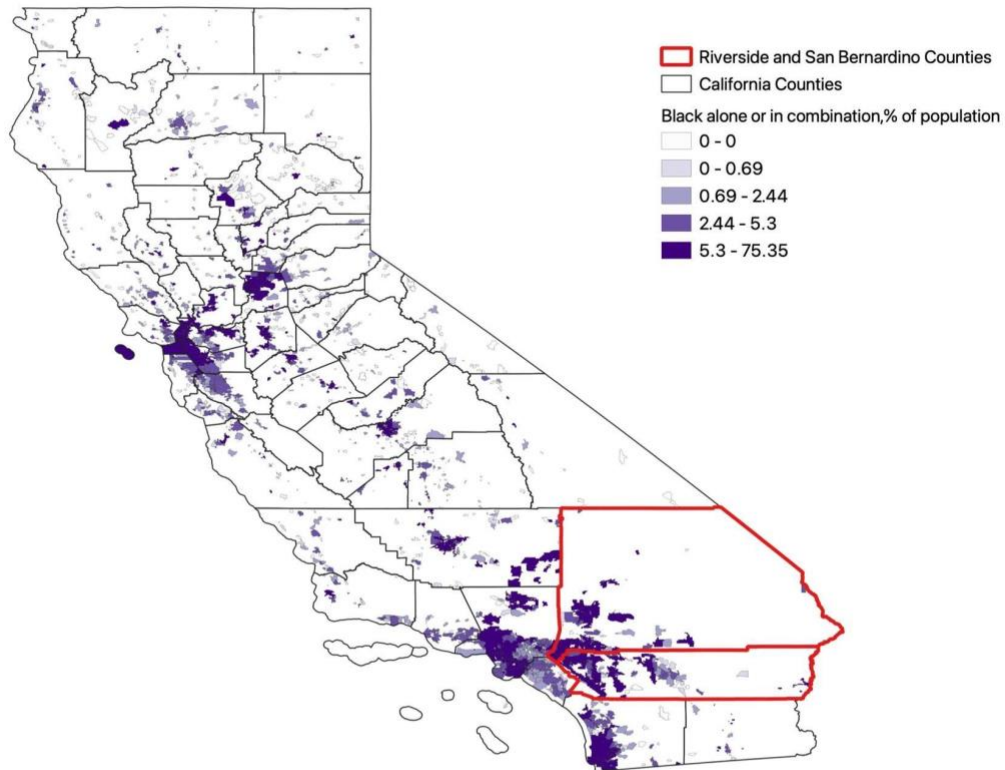 Riverside and San Bernardino Counties
California Counties
Black alone or in combination,% of population
0 - 0
0 - 0.69
0.69 - 2.44
2.44 - 5.3
5.3 - 75.35